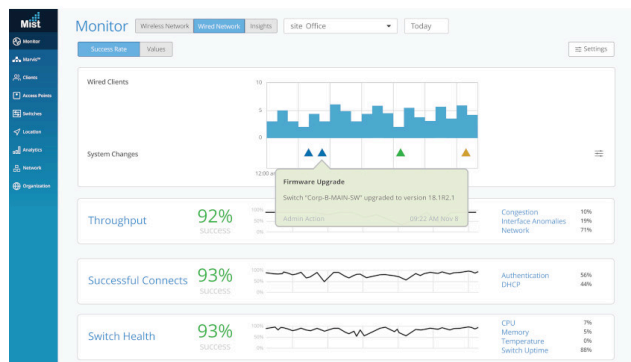 Mist
Monitor
Wireless Network
Wired Network
Insights
site Office
Today
Monitor
Marvis™
Clients
Access Points
Switches
Location
Analytics
Network
Organization
Success Rate
Values
Settings
Wired Clients
10
5
0
System Changes
12:00 a
Firmware Upgrade
Switch "Corp-B-MAIN-SW" upgraded to version 18.1R2.1
Admin Action
09:22 AM Nov 8
Throughput
92%
success
100%
50%
0%
Congestion 10%
Interface Anomalies 19%
Network 71%
Successful Connects
93%
success
100%
50%
0%
Authentication 56%
DHCP 44%
Switch Health
93%
success
100%
50%
0%
CPU 7%
Memory 5%
Temperature 0%
Switch Uptime 88%